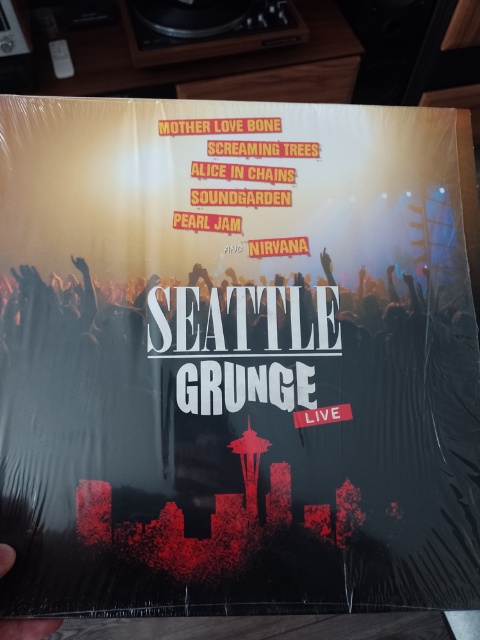 MOTHER LOVE BONE
SCREAMING TREES
ALICE IN CHAINS
SOUNDGARDEN
PEARL JAM
AND NIRVANA
SEATTLE
GRUNGE
LIVE